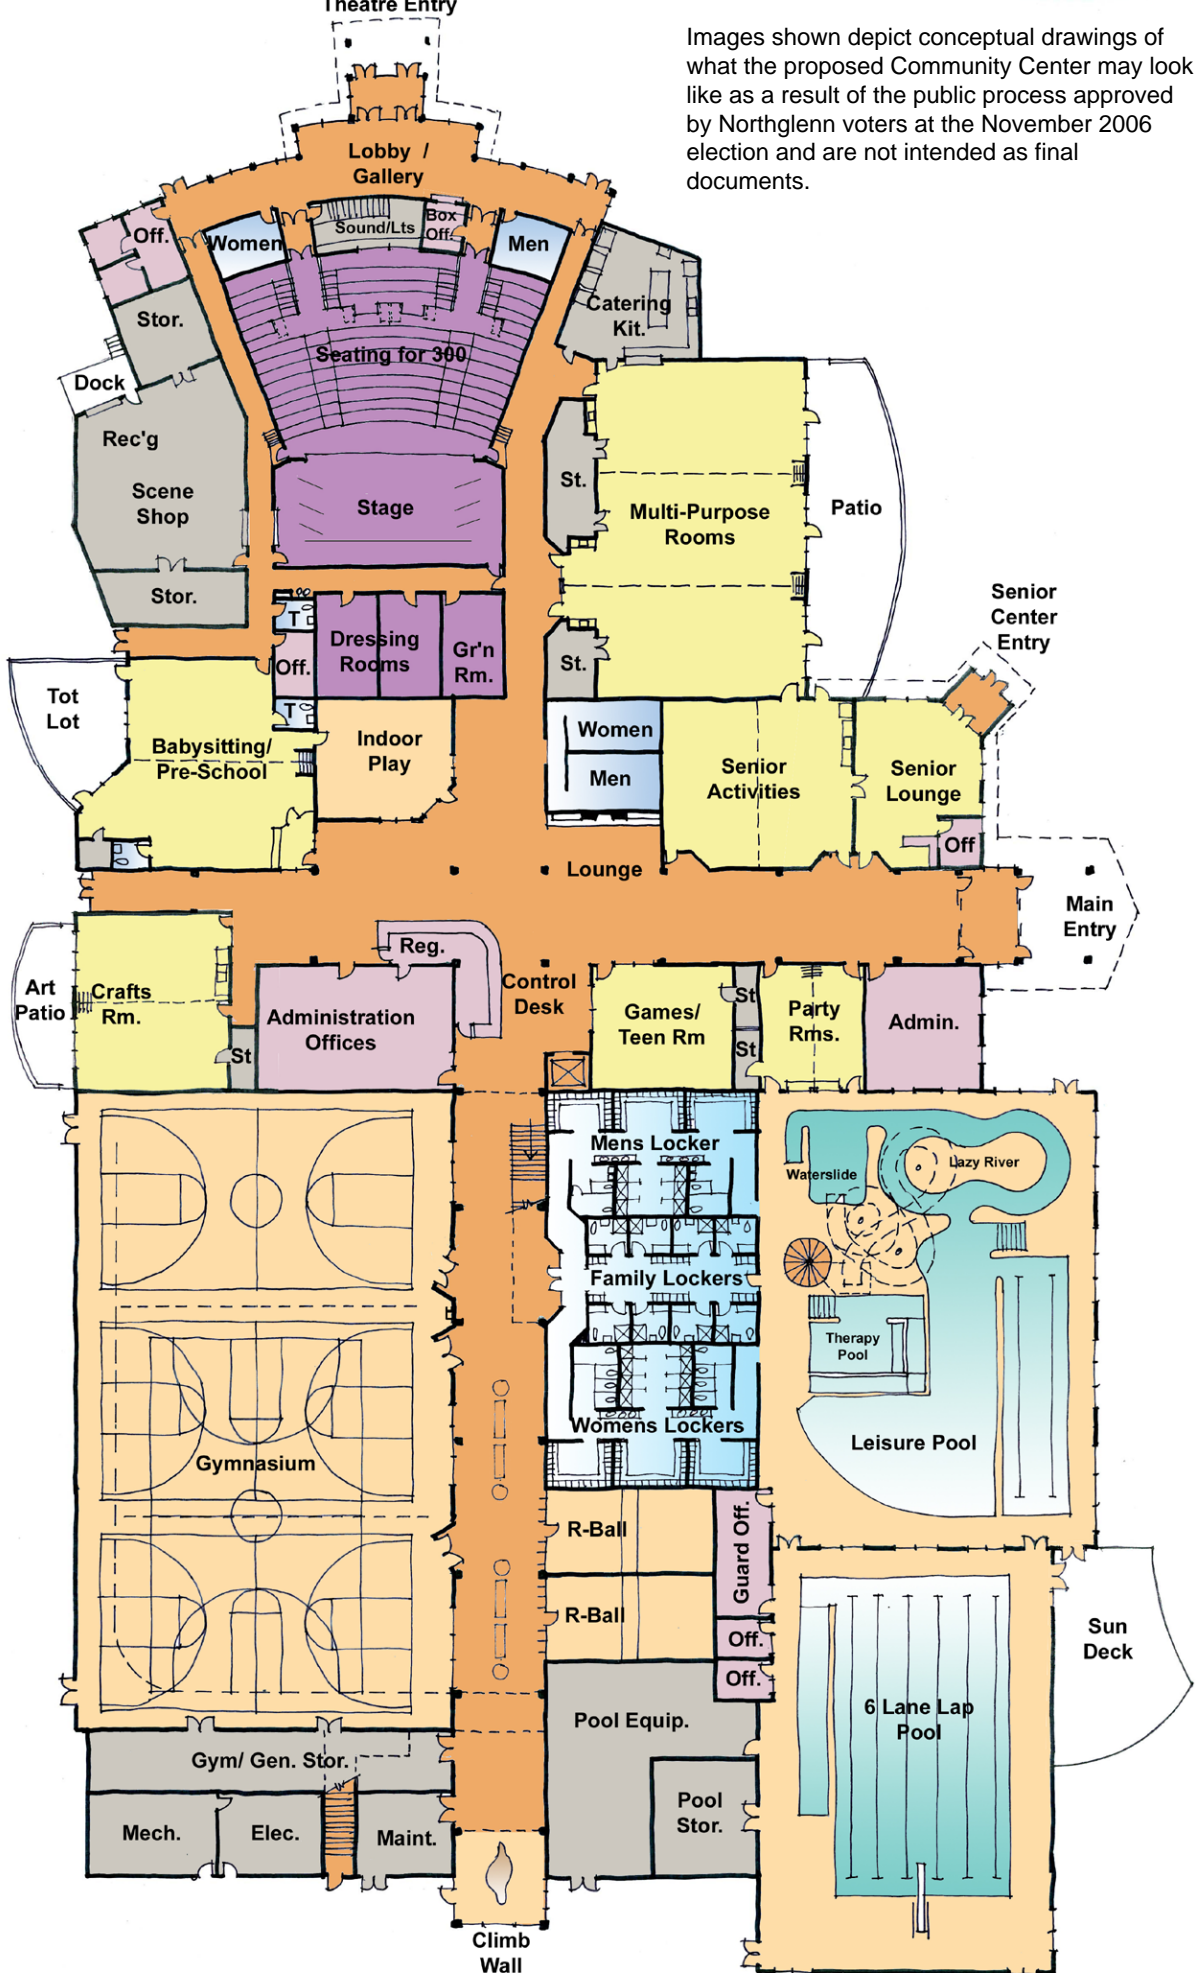 Theatre Entry
Images shown depict conceptual drawings of
what the proposed Community Center may look
like as a result of the public process approved
by Northglenn voters at the November 2006
election and are not intended as final
documents.
Lobby /
Gallery
Off.
Women
Sound/Lts
Box
Off.
Men
Stor.
Catering
Kit.
Seating for 300
Dock
Rec'g
Scene
Shop
St.
Stage
Multi-Purpose
Rooms
Patio
Stor.
T
Dressing
Rooms
Off.
Gr'n
Rm.
St.
Senior
Center
Entry
Tot
Lot
T
Babysitting/
Pre-School
Indoor
Play
Women
Men
Senior
Activities
Senior
Lounge
Off
Lounge
Main
Entry
Reg.
Art
Patio
Crafts
Rm.
St
Administration
Offices
Control
Desk
Games/
Teen Rm
St
St
Party
Rms.
Admin.
Mens Locker
Waterslide
Lazy River
Family Lockers
Therapy
Pool
Womens Lockers
Leisure Pool
Gymnasium
R-Ball
Guard Off.
R-Ball
Off.
Off.
Sun
Deck
6 Lane Lap
Pool
Pool Equip.
Gym/ Gen. Stor.
Pool
Stor.
Mech.
Elec.
Maint.
Climb
Wall